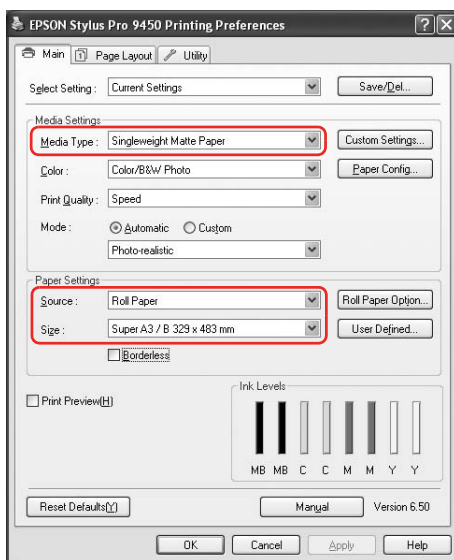 EPSON Stylus Pro 9450 Printing Preferences
Main Page Layout Utility
Select Setting : Current Settings Save/Del...
Media Settings
Media Type : Singleweight Matte Paper Custom Settings...
Color : Color/B&W Photo Paper Config...
Print Quality : Speed
Mode : Automatic Custom
Photo-realistic
Paper Settings
Source : Roll Paper Roll Paper Option...
Size : Super A3 / B 329 x 483 mm User Defined...
Borderless
Print Preview(H)
Ink Levels
MB MB C C M M Y Y
Reset Defaults(Y) Manual Version 6.50
OK Cancel Apply Help